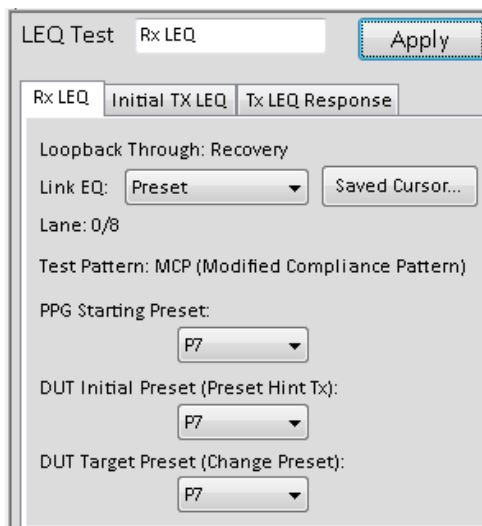 LEQ Test Rx LEQ Apply
Rx LEQ Initial TX LEQ Tx LEQ Response
Loopback Through: Recovery
Link EQ: Preset Saved Cursor...
Lane: 0/8
Test Pattern: MCP (Modified Compliance Pattern)
PPG Starting Preset:
P7
DUT Initial Preset (Preset Hint Tx):
P7
DUT Target Preset (Change Preset):
P7